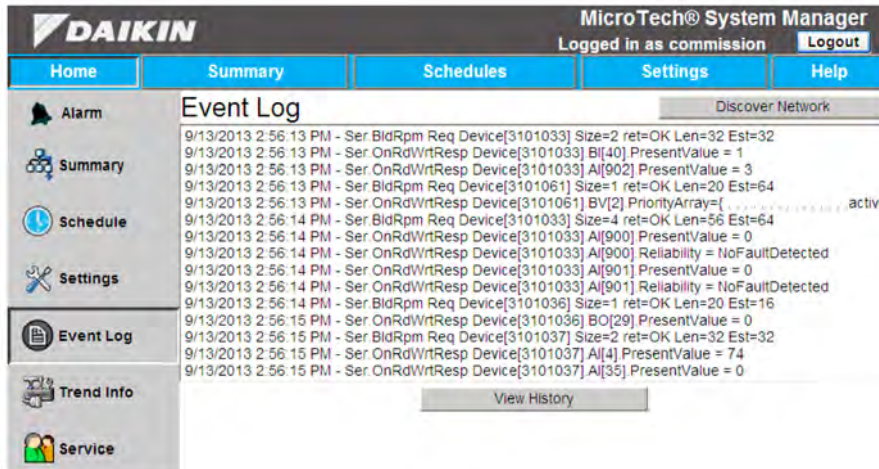 DAIKIN
MicroTech® System Manager
Logged in as commission
Logout
Home
Summary
Schedules
Settings
Help
Alarm
Summary
Schedule
Settings
Event Log
Trend Info
Service
Event Log
Discover Network
9/13/2013 2:56:13 PM - Ser.BldRpm Req Device[3101033] Size=2 ret=OK Len=32 Est=32
9/13/2013 2:56:13 PM - Ser.OnRdWrtResp Device[3101033].BI[40].PresentValue = 1
9/13/2013 2:56:13 PM - Ser.OnRdWrtResp Device[3101033].AI[902].PresentValue = 3
9/13/2013 2:56:13 PM - Ser.BldRpm Req Device[3101061] Size=1 ret=OK Len=20 Est=64
9/13/2013 2:56:13 PM - Ser.OnRdWrtResp Device[3101061].BV[2].PriorityArray={,,,,,,,,,,,,,,,activ
9/13/2013 2:56:14 PM - Ser.BldRpm Req Device[3101033] Size=4 ret=OK Len=56 Est=64
9/13/2013 2:56:14 PM - Ser.OnRdWrtResp Device[3101033].AI[900].PresentValue = 0
9/13/2013 2:56:14 PM - Ser.OnRdWrtResp Device[3101033].AI[900].Reliability = NoFaultDetected
9/13/2013 2:56:14 PM - Ser.OnRdWrtResp Device[3101033].AI[901].PresentValue = 0
9/13/2013 2:56:14 PM - Ser.OnRdWrtResp Device[3101033].AI[901].Reliability = NoFaultDetected
9/13/2013 2:56:14 PM - Ser.BldRpm Req Device[3101036] Size=1 ret=OK Len=20 Est=16
9/13/2013 2:56:15 PM - Ser.OnRdWrtResp Device[3101036].BO[29].PresentValue = 0
9/13/2013 2:56:15 PM - Ser.BldRpm Req Device[3101037] Size=2 ret=OK Len=32 Est=32
9/13/2013 2:56:15 PM - Ser.OnRdWrtResp Device[3101037].AI[4].PresentValue = 74
9/13/2013 2:56:15 PM - Ser.OnRdWrtResp Device[3101037].AI[35].PresentValue = 0
View History